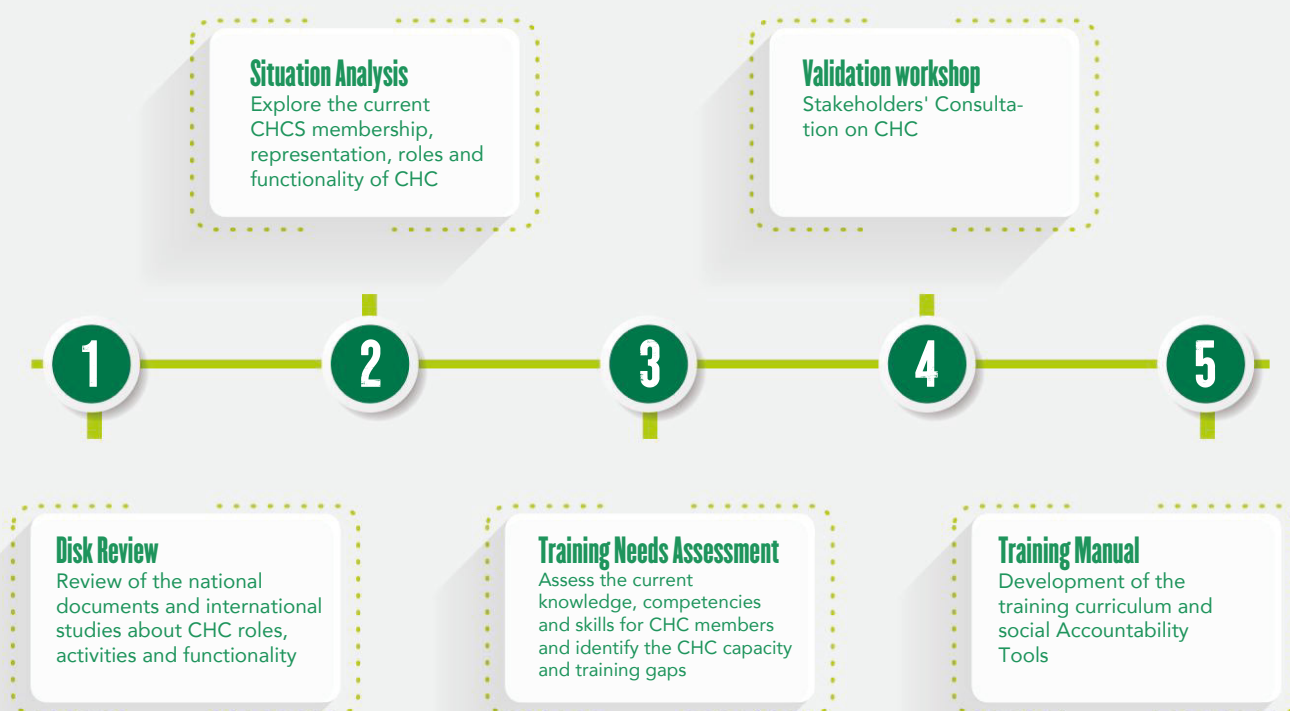 Situation Analysis
Explore the current
CHCS membership,
representation, roles and
functionality of CHC
Validation workshop
Stakeholders' Consulta-
tion on CHC
1
2
3
4
5
Disk Review
Review of the national
documents and international
studies about CHC roles,
activities and functionality
Training Needs Assessment
Assess the current
knowledge, competencies
and skills for CHC members
and identify the CHC capacity
and training gaps
Training Manual
Development of the
training curriculum and
social Accountability
Tools